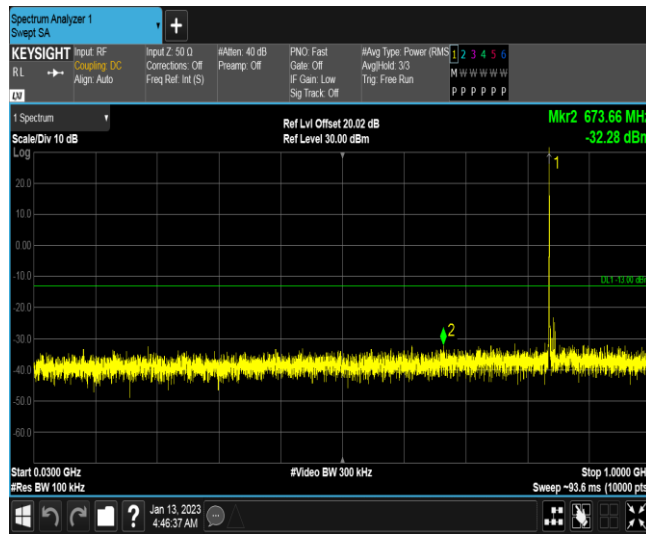 Spectrum Analyzer 1
Swept SA
KEYSIGHT Input: RF Input Z: 50 Ω #Atten: 40 dB PNO: Fast #Avg Type: Power (RMS 1 2 3 4 5 6
RL Coupling: DC Corrections: Off Preamp: Off Gate: Off Avg|Hold: 3/3 M W W W W W
Align: Auto Freq Ref: Int (S) IF Gain: Low Trig: Free Run
LXI Sig Track: Off P P P P P P
1 Spectrum Ref Lvl Offset 20.02 dB Mkr2 673.66 MHz
Scale/Div 10 dB Ref Level 30.00 dBm -32.28 dBm
Log
1
20.0
10.0
0.00
-10.0
DL1 -13.00 dBm
-20.0
-30.0
2
-40.0
-50.0
-60.0
Start 0.0300 GHz #Video BW 300 kHz Stop 1.0000 GHz
#Res BW 100 kHz Sweep ~93.6 ms (10000 pts
? Jan 13, 2023
4:46:37 AM